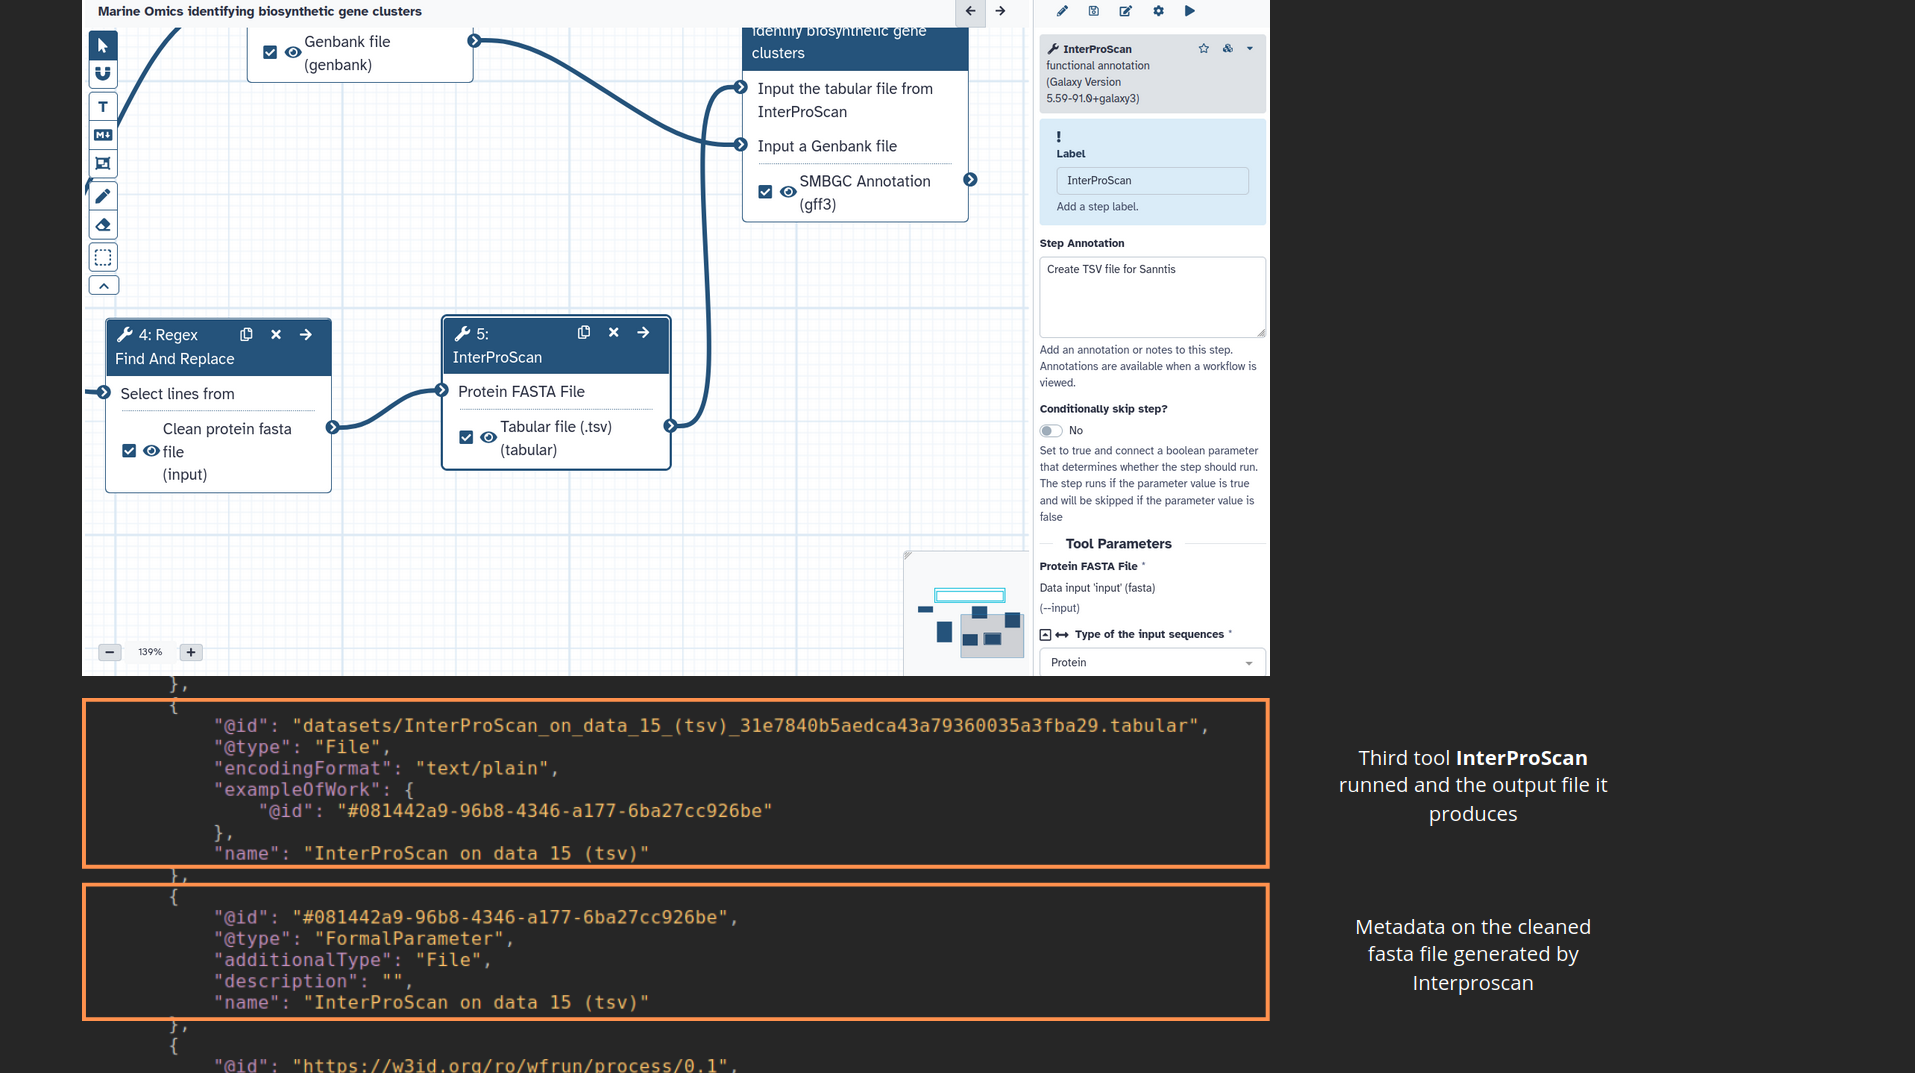 Marine Omics identifying biosynthetic gene clusters
Genbank file
(genbank)
identify biosynthetic gene
clusters
Input the tabular file from
InterProScan
Input a Genbank file
SMBGC Annotation
(gff3)
T
M
4: Regex
Find And Replace
Select lines from
Clean protein fasta
file
(input)
5:
InterProScan
Protein FASTA File
Tabular file (.tsv)
(tabular)
139%
InterProScan
functional annotation
(Galaxy Version
5.59-91.0+galaxy3)
!
Label
InterProScan
Add a step label.
Step Annotation
Create TSV file for Sanntis
Add an annotation or notes to this step.
Annotations are available when a workflow is
viewed.
Conditionally skip step?
No
Set to true and connect a boolean parameter
that determines whether the step should run.
The step runs if the parameter value is true
and will be skipped if the parameter value is
false
Tool Parameters
Protein FASTA File *
Data input 'input' (fasta)
(--input)
Type of the input sequences *
Protein
},
{
"@id": "datasets/InterProScan_on_data_15_(tsv)_31e7840b5aedca43a79360035a3fba29.tabular",
"@type": "File",
"encodingFormat": "text/plain",
"exampleOfWork": {
"@id": "#081442a9-96b8-4346-a177-6ba27cc926be"
},
"name": "InterProScan on data 15 (tsv)"
},
{
"@id": "#081442a9-96b8-4346-a177-6ba27cc926be",
"@type": "FormalParameter",
"additionalType": "File",
"description": "",
"name": "InterProScan on data 15 (tsv)"
},
{
"@id": "https://w3id.org/ro/wfrun/process/0.1",
Third tool InterProScan
runned and the output file it
produces
Metadata on the cleaned
fasta file generated by
Interproscan